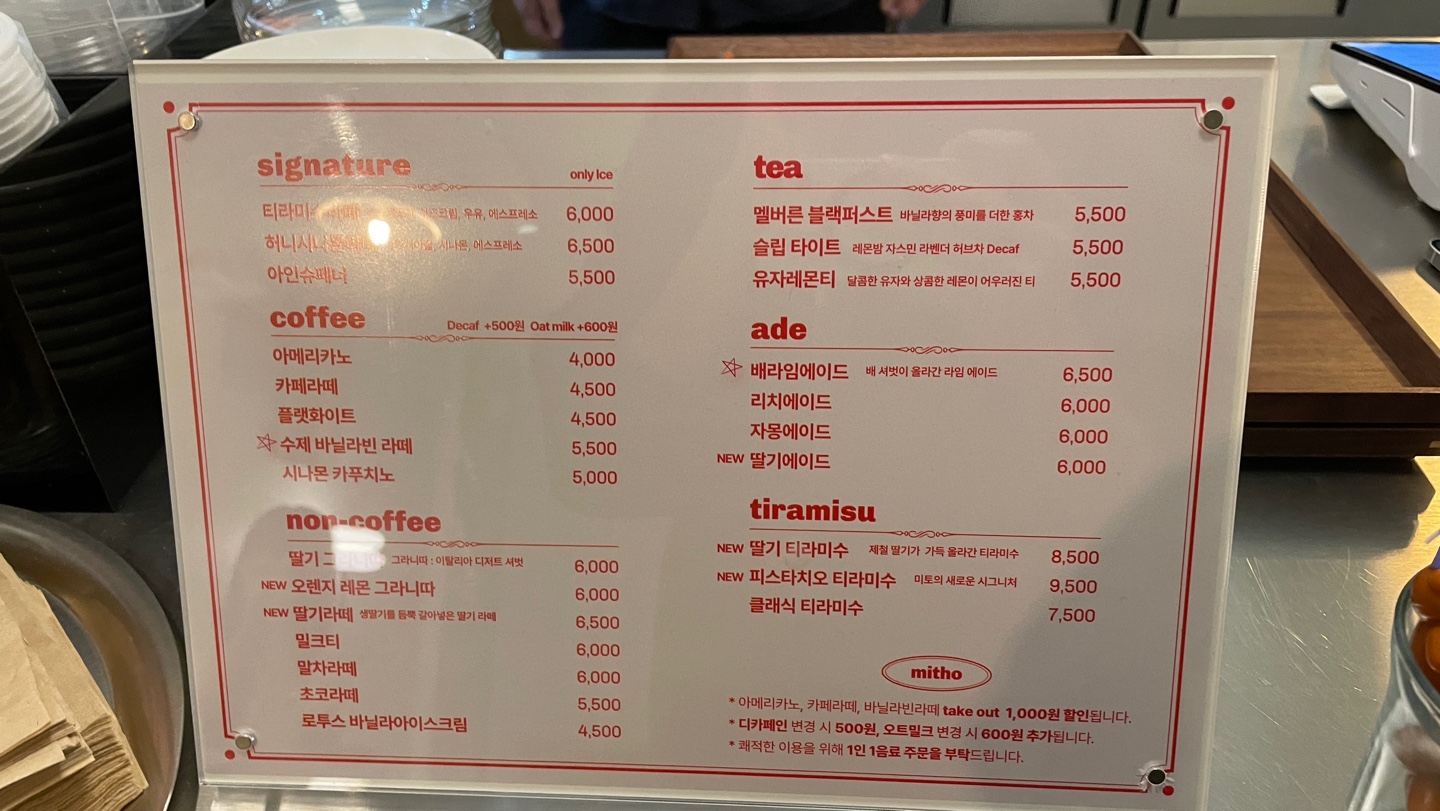 signature only Ice
우유, 에스프레소 6,000
시나몬, 에스프레소 6,500
아인슈페너 5,500
coffee Decaf +500원 Oat milk +600원
아메리카노 4,000
카페라떼 4,500
플랫화이트 4,500
수제 바닐라빈 라떼 5,500
시나몬 카푸치노 5,000
non-coffee
딸기 그라니따 : 이탈리아 디저트 셔벗 6,000
NEW 오렌지 레몬 그라니따 6,000
NEW 딸기라떼 생딸기를 듬뿍 갈아넣은 딸기 라떼 6,500
밀크티 6,000
말차라떼 6,000
초코라떼 5,500
로투스 바닐라아이스크림 4,500
tea
멜버른 블랙퍼스트 바닐라향의 풍미를 더한 홍차 5,500
슬립 타이트 레몬밤 자스민 라벤더 허브차 Decaf 5,500
유자레몬티 달콤한 유자와 상콤한 레몬이 어우러진 티 5,500
ade
배라임에이드 배 셔벗이 올라간 라임 에이드 6,500
리치에이드 6,000
자몽에이드 6,000
NEW 딸기에이드 6,000
tiramisu
NEW 딸기 티라미수 제철 딸기가 가득 올라간 티라미수 8,500
NEW 피스타치오 티라미수 미토의 새로운 시그니처 9,500
클래식 티라미수 7,500
mitho
* 아메리카노, 카페라떼, 바닐라빈라떼 take out 1,000원 할인됩니다.
* 디카페인 변경 시 500원, 오트밀크 변경 시 600원 추가됩니다.
* 쾌적한 이용을 위해 1인 1음료 주문을 부탁드립니다.